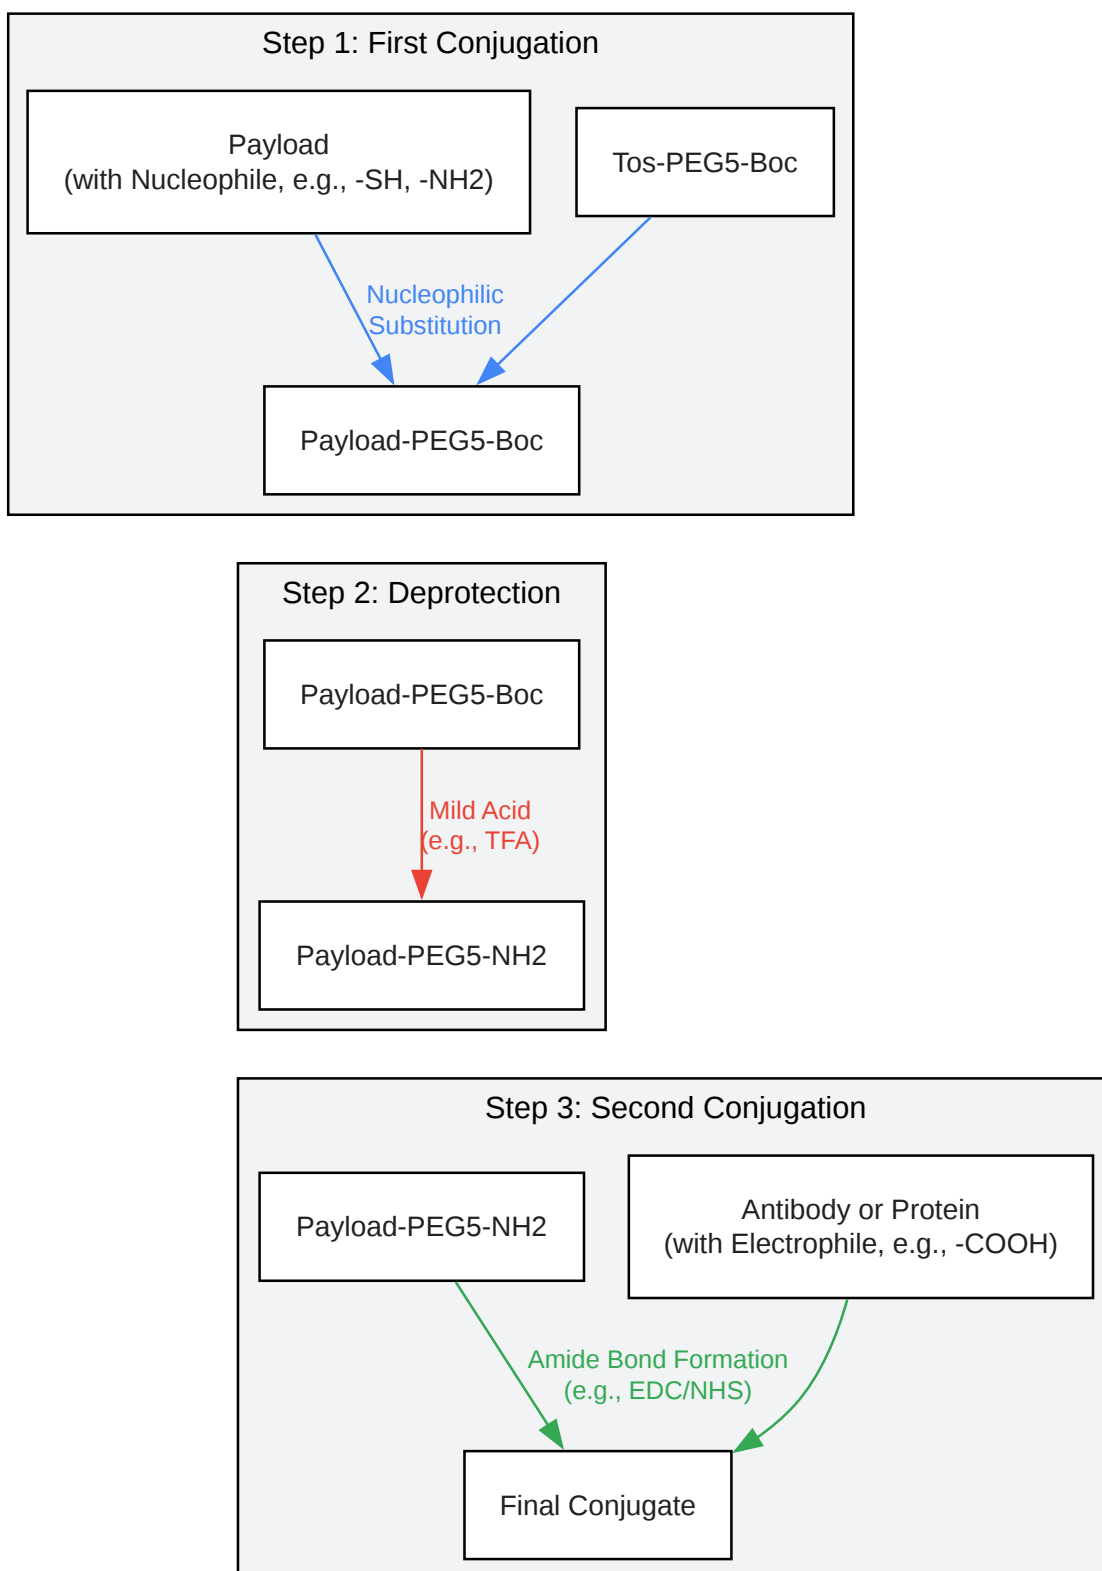 Step 1: First Conjugation
Payload
(with Nucleophile, e.g., -SH, -NH2)
Tos-PEG5-Boc
Nucleophilic
Substitution
Payload-PEG5-Boc
Step 2: Deprotection
Payload-PEG5-Boc
Mild Acid
(e.g., TFA)
Payload-PEG5-NH2
Step 3: Second Conjugation
Payload-PEG5-NH2
Antibody or Protein
(with Electrophile, e.g., -COOH)
Amide Bond Formation
(e.g., EDC/NHS)
Final Conjugate